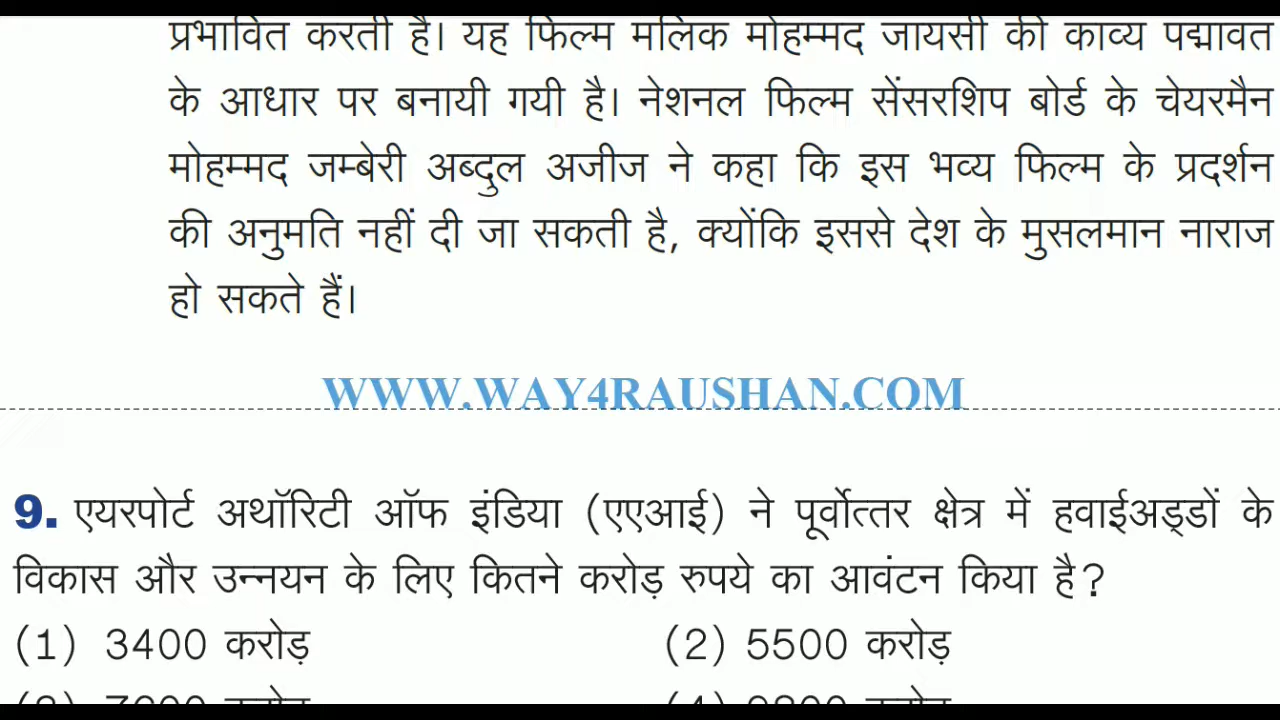 प्रभावित करती है। यह फिल्म मलिक मोहम्मद जायसी की काव्य पद्मावत
के आधार पर बनायी गयी है। नेशनल फिल्म सेंसरशिप बोर्ड के चेयरमैन
मोहम्मद जम्बेरी अब्दुल अजीज ने कहा कि इस भव्य फिल्म के प्रदर्शन
की अनुमति नहीं दी जा सकती है, क्योंकि इससे देश के मुसलमान नाराज
हो सकते हैं।
WWW.WAY4RAUSHAN.COM
9. एयरपोर्ट अथॉरिटी ऑफ इंडिया (एएआई) ने पूर्वोत्तर क्षेत्र में हवाईअड्डों के
विकास और उन्नयन के लिए कितने करोड़ रुपये का आवंटन किया है?
(1) 3400 करोड़ (2) 5500 करोड़